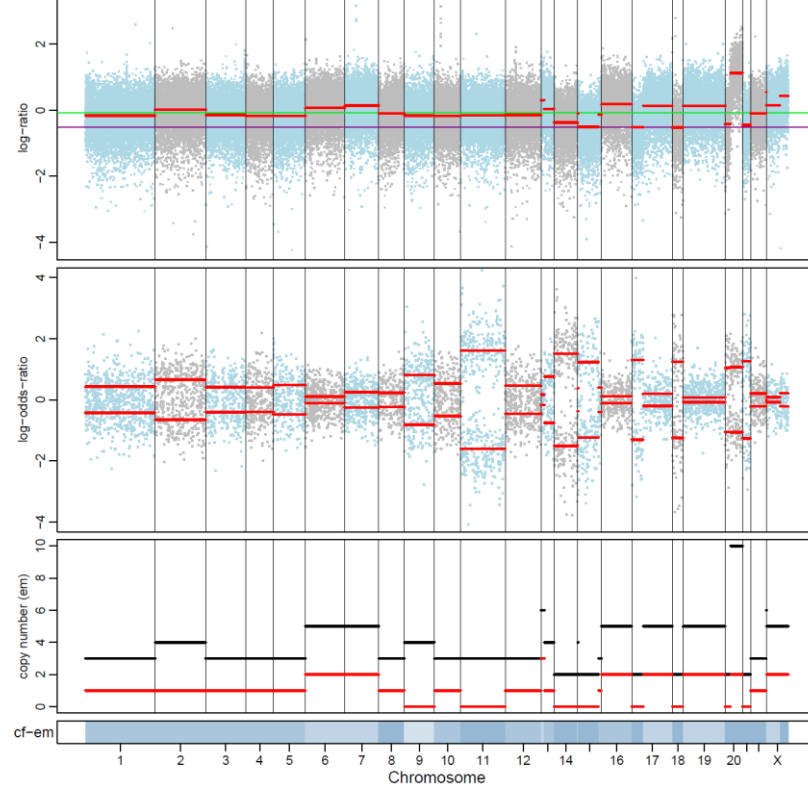 2
0
−2
−4
log−ratio
4
2
0
−2
−4
log−odds−ratio
10
8
6
4
2
0
copy number (em)
cf−em
1 2 3 4 5 6 7 8 9 10 11 12 14 16 17 18 19 20 X
Chromosome